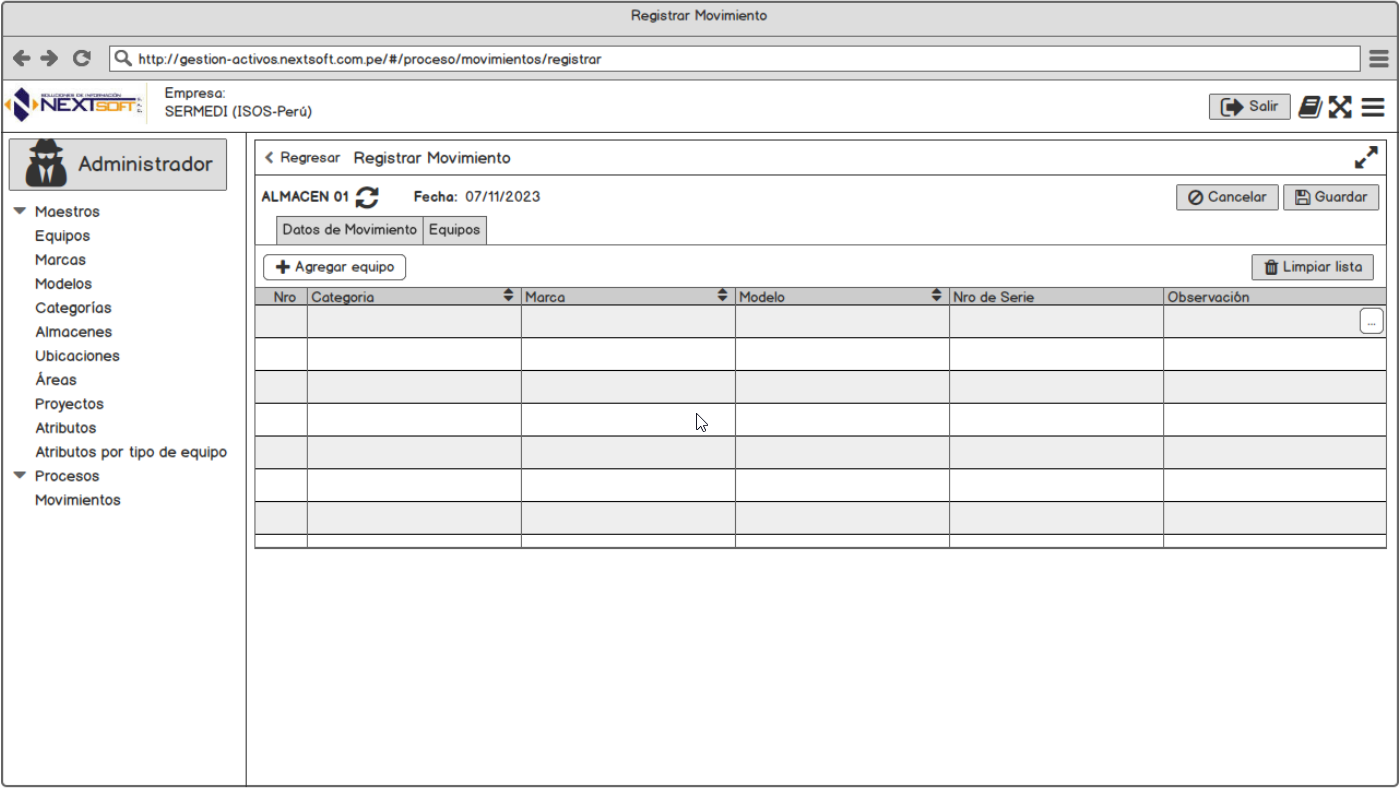 Registrar Movimiento
http://gestion-activos.nextsoft.com.pe/#/proceso/movimientos/registrar
SOLUCIONES DE INFORMACIÓN
NEXTSOFT
Empresa:
SERMEDI (ISOS-Perú)
Salir
Administrador
Maestros
Equipos
Marcas
Modelos
Categorías
Almacenes
Ubicaciones
Áreas
Proyectos
Atributos
Atributos por tipo de equipo
Procesos
Movimientos
Regresar Registrar Movimiento
ALMACEN 01 Fecha: 07/11/2023 Cancelar Guardar
Datos de Movimiento Equipos
Agregar equipo Limpiar lista
Nro Categoria Marca Modelo Nro de Serie Observación
...